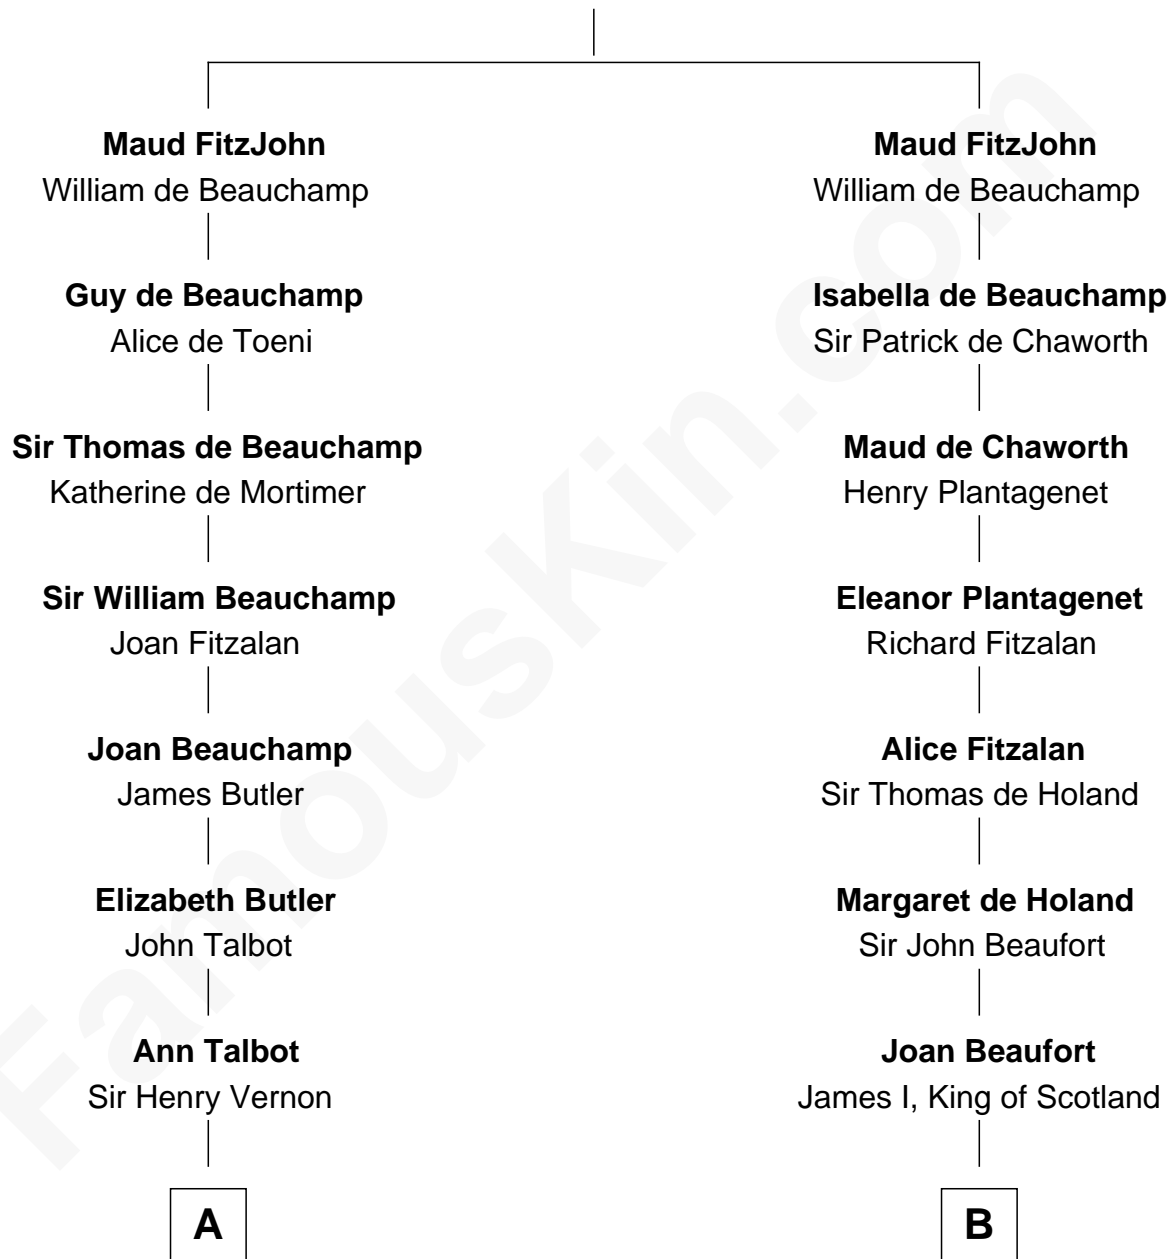 Maud FitzJohn
William de Beauchamp
Guy de Beauchamp
Alice de Toeni
Sir Thomas de Beauchamp
Katherine de Mortimer
Sir William Beauchamp
Joan Fitzalan
Joan Beauchamp
James Butler
Elizabeth Butler
John Talbot
Ann Talbot
Sir Henry Vernon
A
Maud FitzJohn
William de Beauchamp
Isabella de Beauchamp
Sir Patrick de Chaworth
Maud de Chaworth
Henry Plantagenet
Eleanor Plantagenet
Richard Fitzalan
Alice Fitzalan
Sir Thomas de Holand
Margaret de Holand
Sir John Beaufort
Joan Beaufort
James I, King of Scotland
B
FamousKin.com